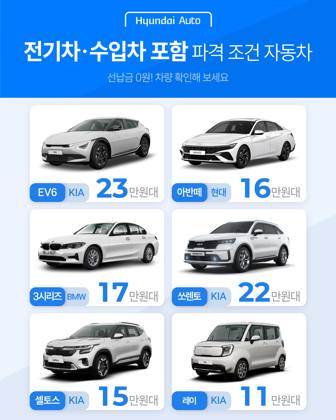 Hyundai Auto
전기차·수입차 포함 파격 조건 자동차
선납금 0원! 차량 확인해 보세요
EV6 KIA 23만원대
아반떼 현대 16만원대
3시리즈 BMW 17만원대
쏘렌토 KIA 22만원대
셀토스 KIA 15만원대
레이 KIA 11만원대